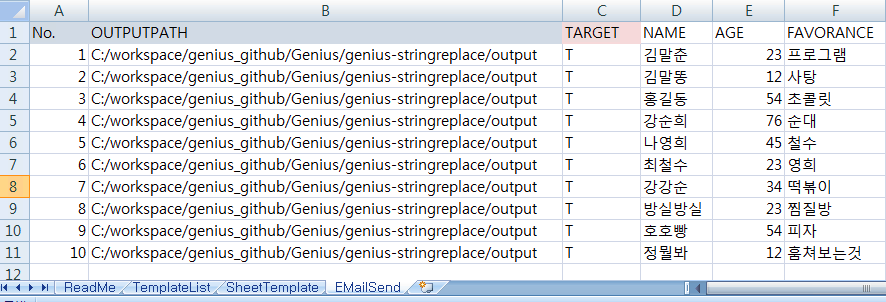 A B C D E F
1 No. OUTPUTPATH TARGET NAME AGE FAVORANCE
2 1 C:/workspace/genius_github/Genius/genius-stringreplace/output T 김말춘 23 프로그램
3 2 C:/workspace/genius_github/Genius/genius-stringreplace/output T 김말똥 12 사탕
4 3 C:/workspace/genius_github/Genius/genius-stringreplace/output T 홍길동 54 초콜릿
5 4 C:/workspace/genius_github/Genius/genius-stringreplace/output T 강순희 76 순대
6 5 C:/workspace/genius_github/Genius/genius-stringreplace/output T 나영희 45 철수
7 6 C:/workspace/genius_github/Genius/genius-stringreplace/output T 최철수 23 영희
8 7 C:/workspace/genius_github/Genius/genius-stringreplace/output T 강강순 34 떡볶이
9 8 C:/workspace/genius_github/Genius/genius-stringreplace/output T 방실방실 23 찜질방
10 9 C:/workspace/genius_github/Genius/genius-stringreplace/output T 호호빵 54 피자
11 10 C:/workspace/genius_github/Genius/genius-stringreplace/output T 정뭘봐 12 훔쳐보는것
12
ReadMe TemplateList SheetTemplate EMailSend